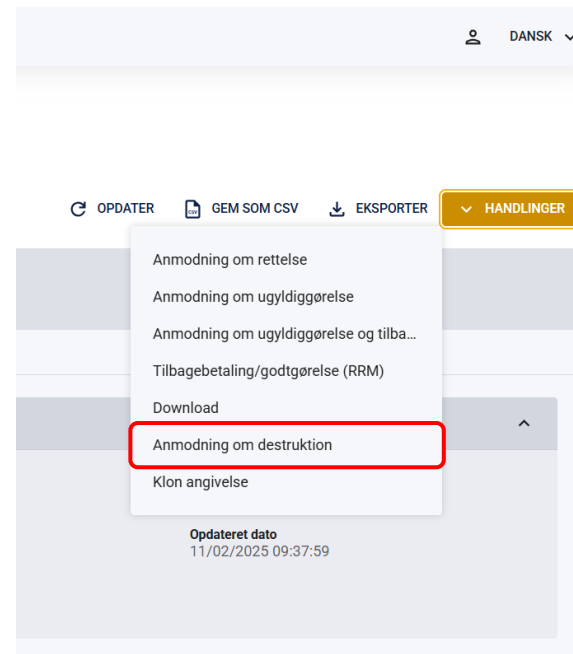 DANSK
OPDATER
CSV
GEM SOM CSV
EKSPORTER
HANDLINGER
Anmodning om rettelse
Anmodning om ugyldiggørelse
Anmodning om ugyldiggørelse og tilba...
Tilbagebetaling/godtgørelse (RRM)
Download
Anmodning om destruktion
Klon angivelse
Opdateret dato
11/02/2025 09:37:59